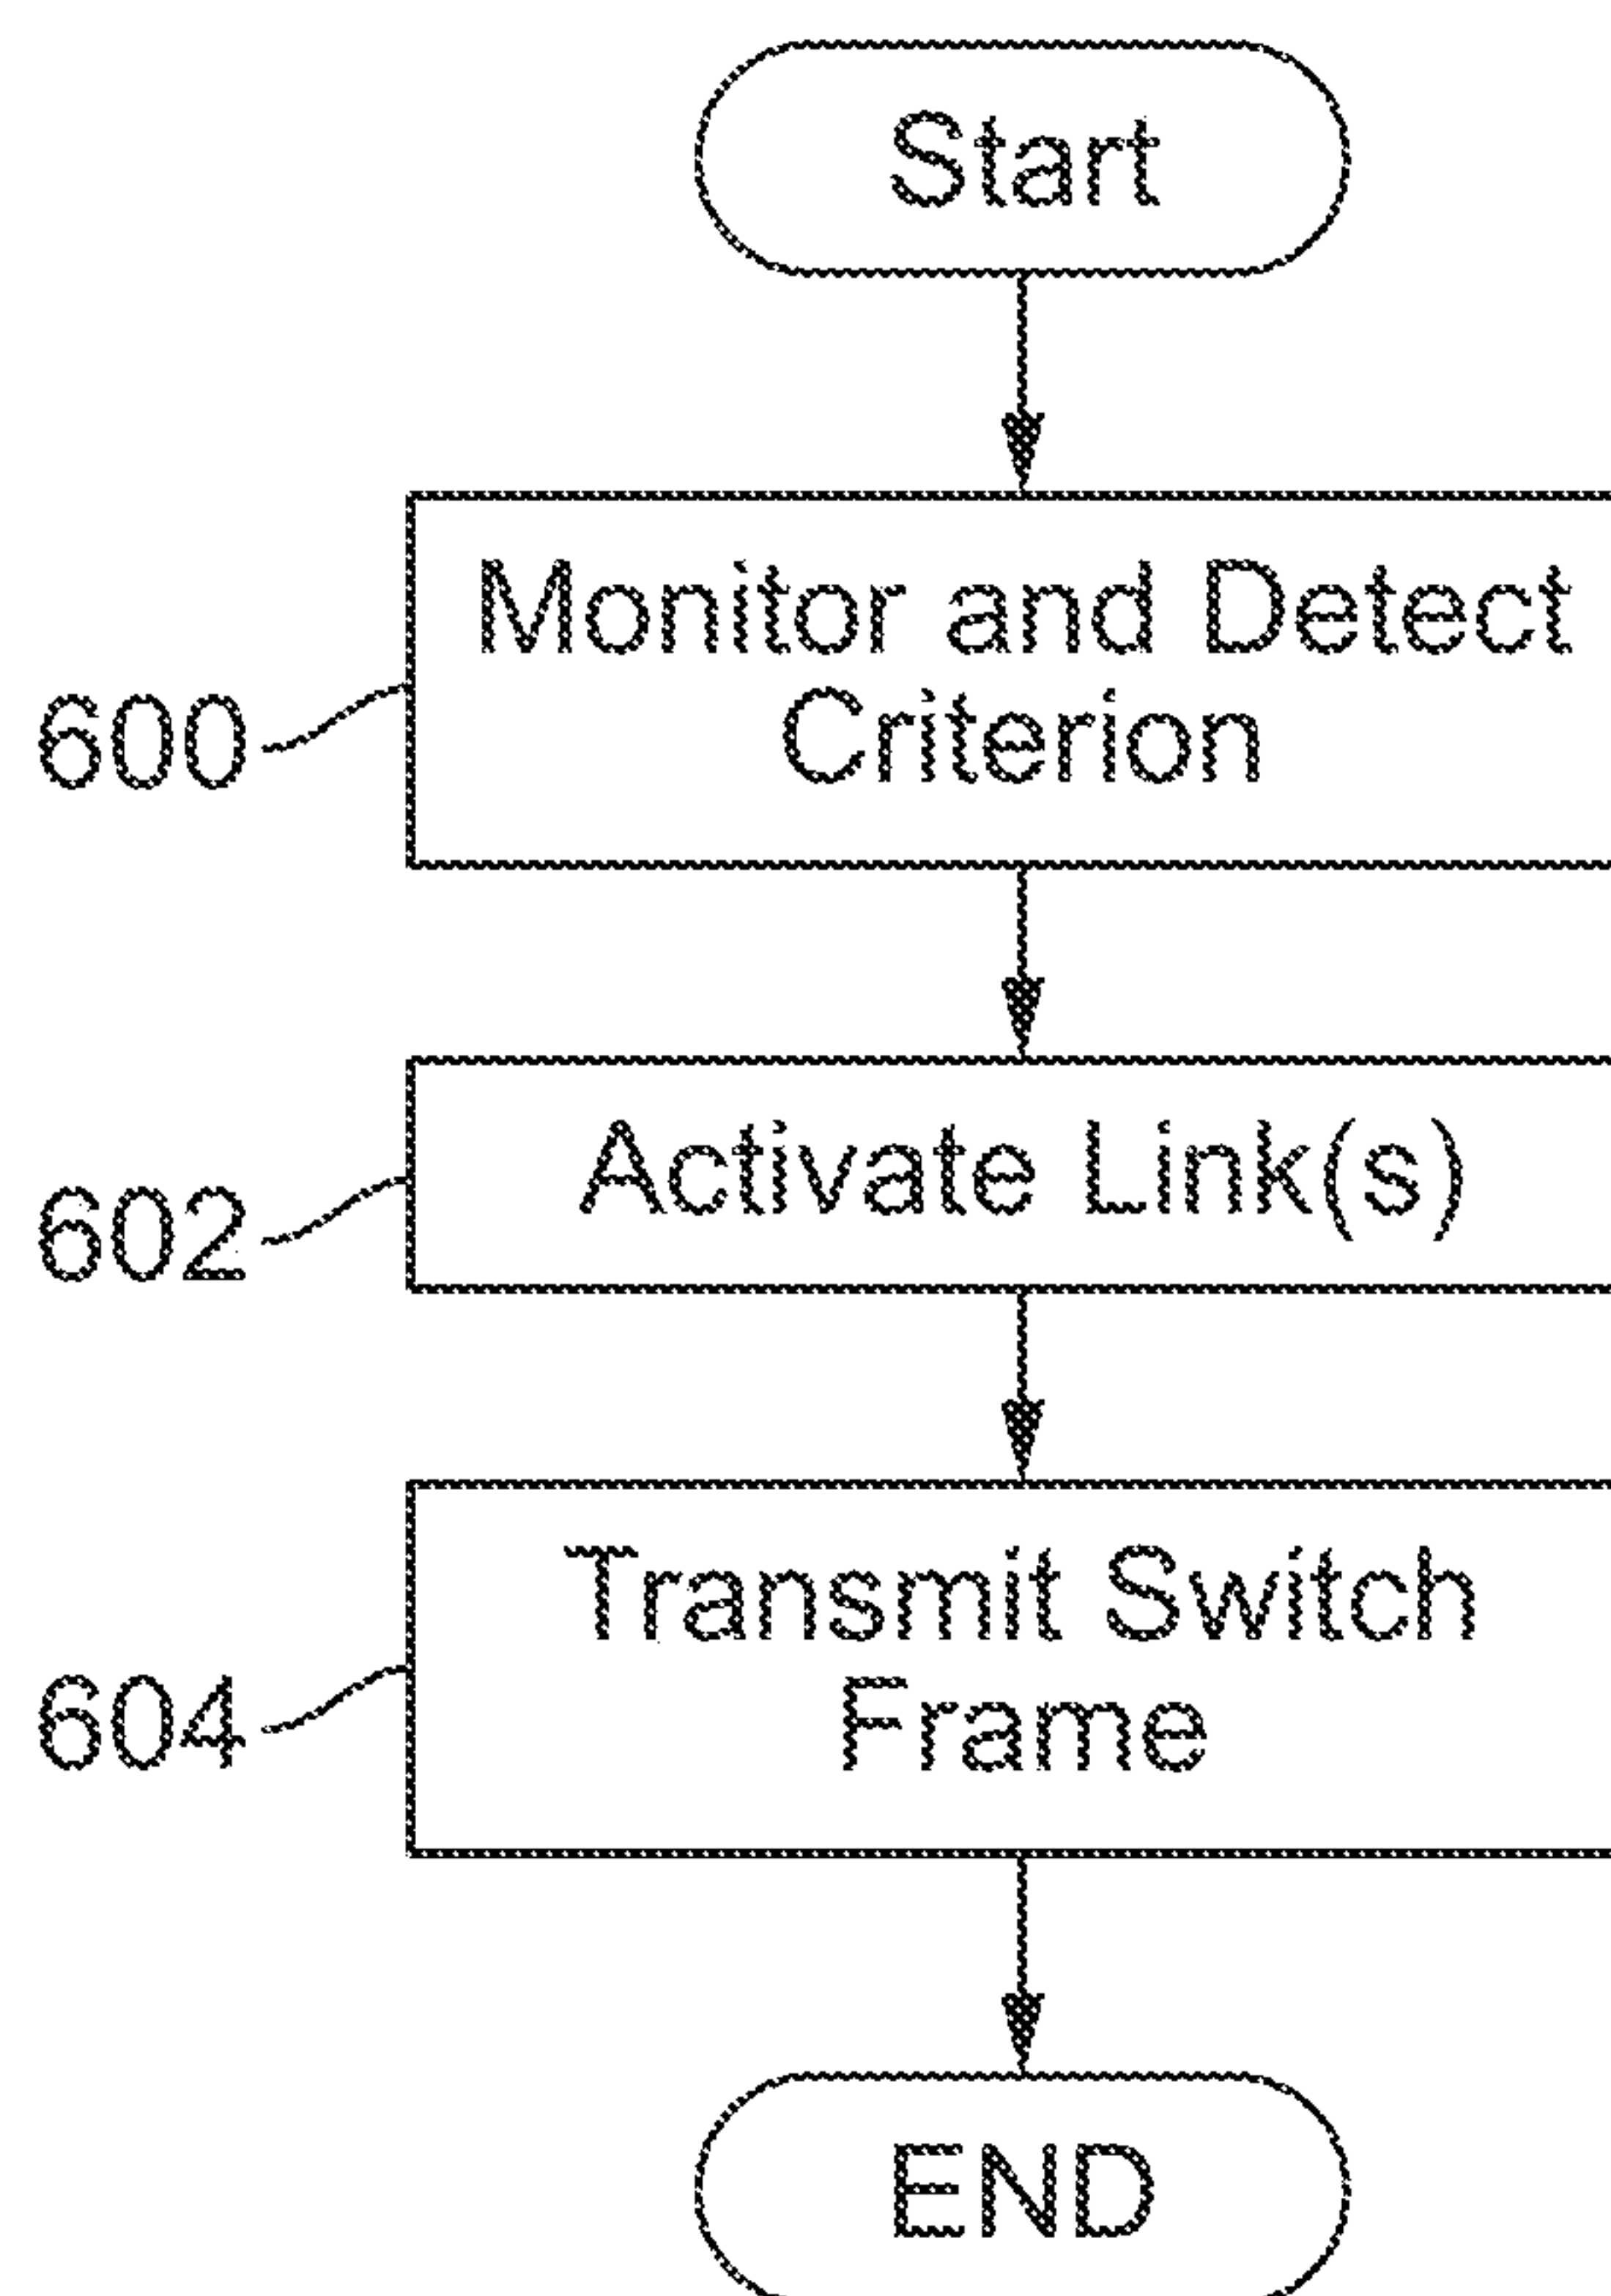 Start
Monitor and Detect
Criterion
600
Activate Link(s)
602
Transmit Switch
Frame
604
END